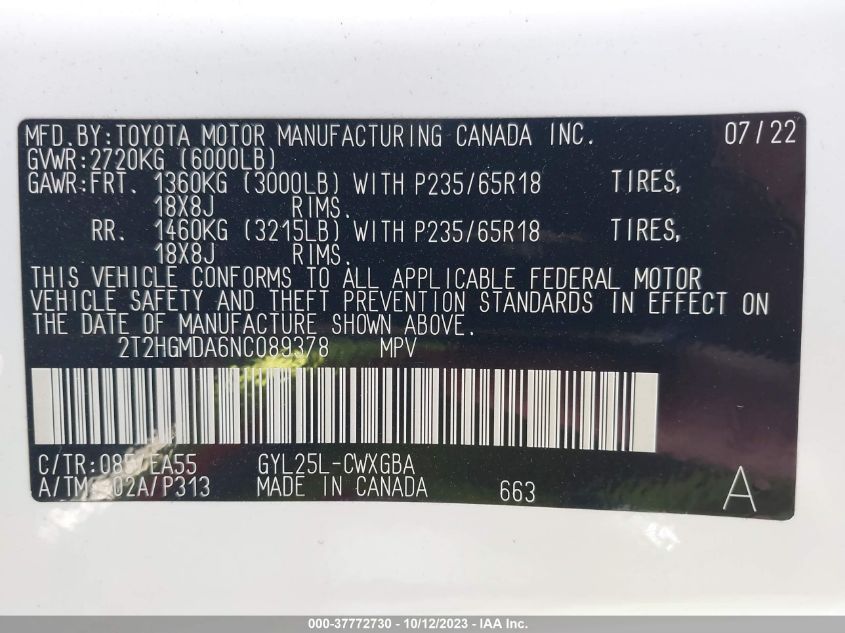 MFD.BY:TOYOTA MOTOR MANUFACTURING CANADA INC. 07/22
GVWR:2720KG (6000LB)
GAWR:FRT. 1360KG (3000LB) WITH P235/65R18 TIRES,
18X8J RIMS.
RR. 1460KG (3215LB) WITH P235/65R18 TIRES,
18X8J RIMS.
THIS VEHICLE CONFORMS TO ALL APPLICABLE FEDERAL MOTOR
VEHICLE SAFETY AND THEFT PREVENTION STANDARDS IN EFFECT ON
THE DATE OF MANUFACTURE SHOWN ABOVE.
2T2HGMDA6NC089378 MPV
C/TR:085/EA55 GYL25L-CWXGBA
02A/P313 MADE IN CANADA 663 A
000-37772730 - 10/12/2023 - IAA Inc.